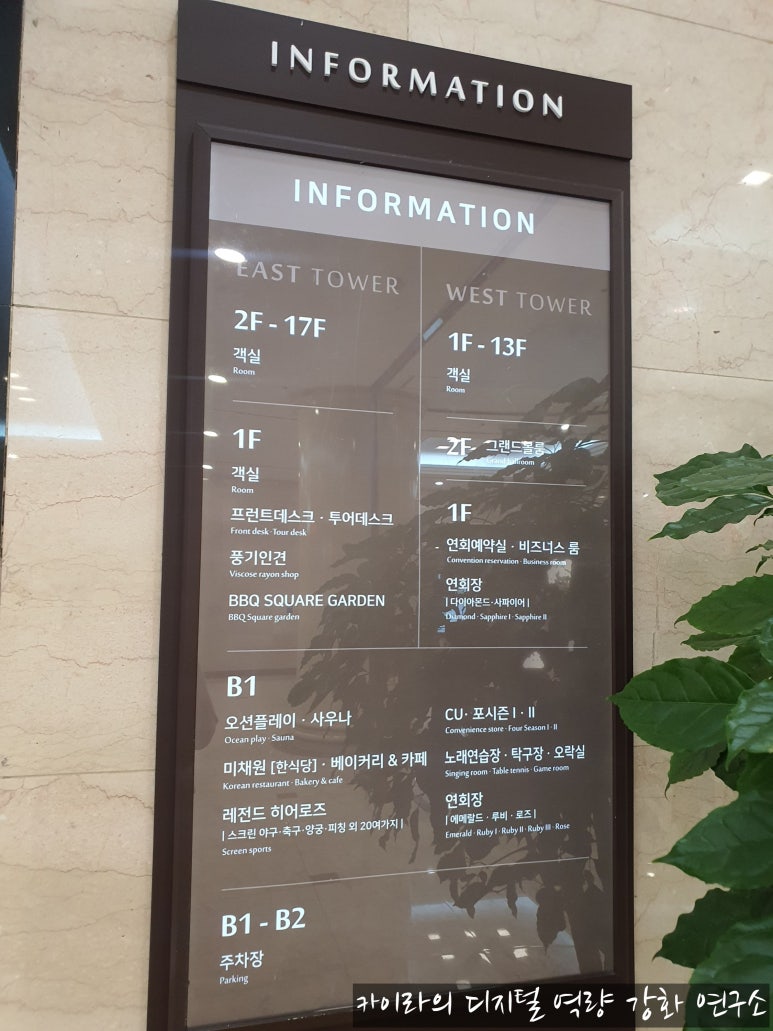 INFORMATION
INFORMATION
EAST TOWER
2F - 17F
객실
Room
1F
객실
Room
프런트데스크 · 투어데스크
Front desk · Tour desk
풍기인견
Viscose rayon shop
BBQ SQUARE GARDEN
BBQ Square garden
WEST TOWER
1F - 13F
객실
Room
2F 그랜드볼룸
Grand ballroom
1F
연회예약실 · 비즈너스 룸
Convention reservation · Business room
연회장
| 다이아몬드 · 사파이어 |
Diamond · Sapphire I · Sapphire II
B1
오션플레이 · 사우나
Ocean play · Sauna
미채원 [한식당] · 베이커리 & 카페
Korean restaurant · Bakery & cafe
레전드 히어로즈
| 스크린 야구·축구·양궁·피칭 외 20여가지 |
Screen sports
CU · 포시즌 I · II
Convenience store · Four Season I · II
노래연습장 · 탁구장 · 오락실
Singing room · Table tennis · Game room
연회장
| 에메랄드 · 루비 · 로즈 |
Emerald · Ruby I · Ruby II · Ruby III · Rose
B1 - B2
주차장
Parking
카이라의 디지털 역량 강화 연구소